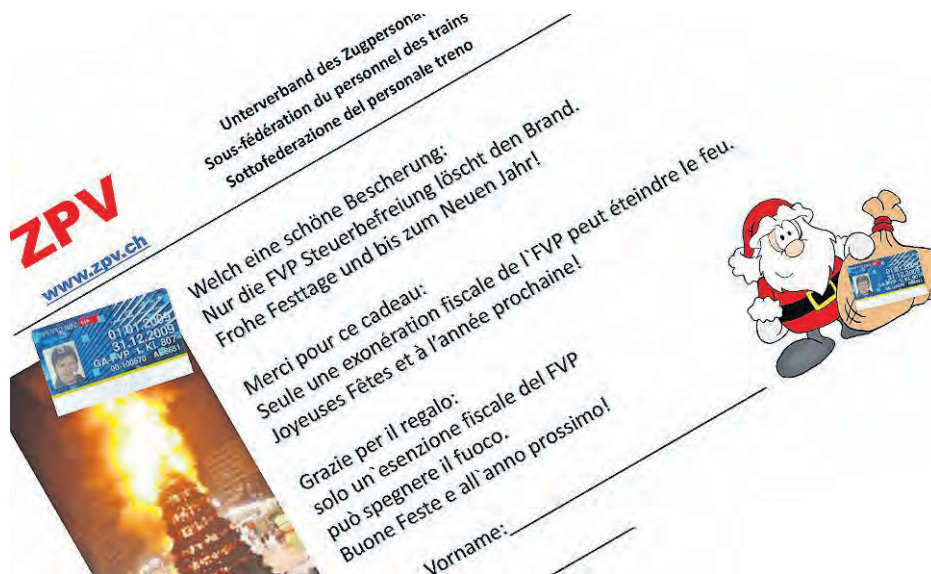 Unterverband des Zugpersonals
Sous-fédération du personnel des trains
Sottofederazione del personale treno
ZPV
www.zpv.ch
Welch eine schöne Bescherung:
Nur die FVP Steuerbefreiung löscht den Brand.
Frohe Festtage und bis zum Neuen Jahr!
Merci pour ce cadeau:
Seule une exonération fiscale de l`FVP peut éteindre le feu.
Joyeuses Fêtes et à l'année prochaine!
Grazie per il regalo:
solo un`esenzione fiscale del FVP
può spegnere il fuoco.
Buone Feste e all`anno prossimo!
Vorname:
01.01.2009
31.12.2009
GA-FVP 1. Kl. B07